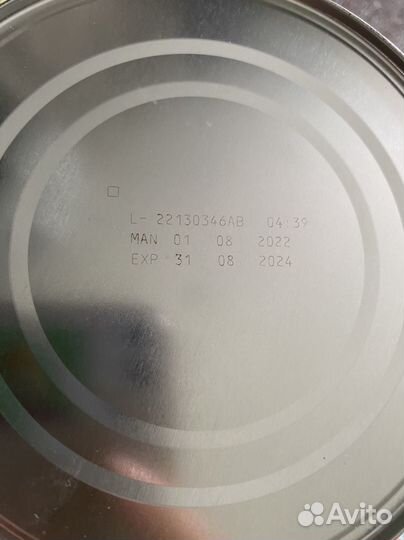 L- 22130346AB 04:39
MAN 01 08 2022
EXP 31 08 2024
Avito